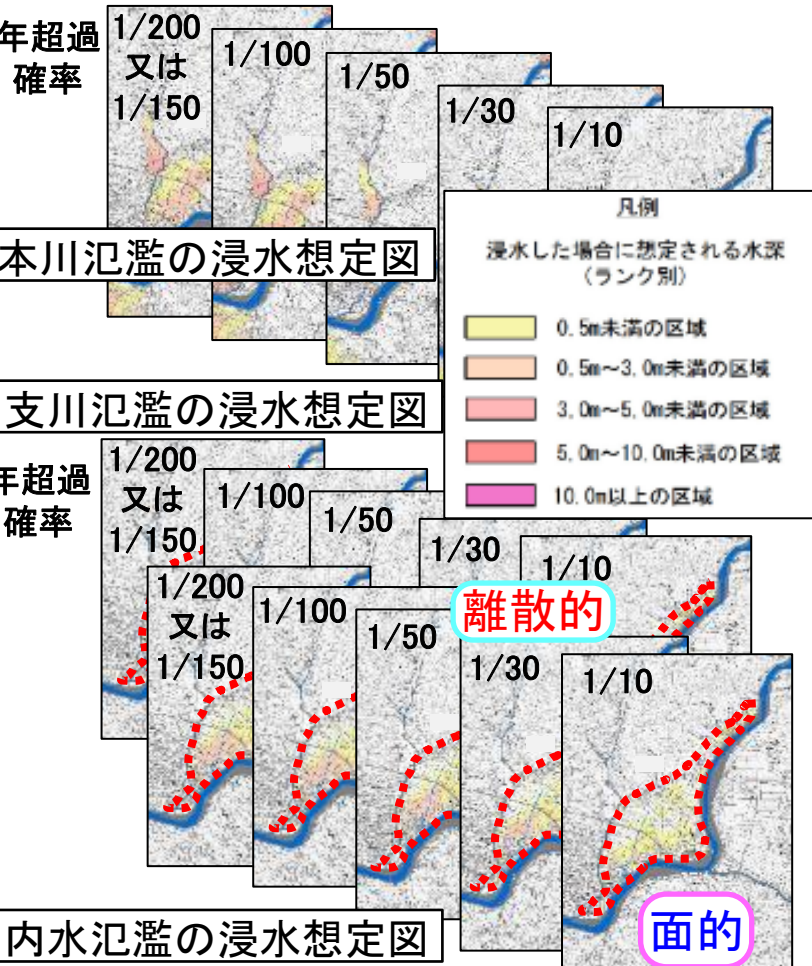 年超過
確率
1/200
又は
1/150
1/100
1/50
1/30
1/10
本川氾濫の浸水想定図
凡例
浸水した場合に想定される水深
(ランク別)
0.5m未満の区域
0.5m～3.0m未満の区域
3.0m～5.0m未満の区域
5.0m～10.0m未満の区域
10.0m以上の区域
支川氾濫の浸水想定図
年超過
確率
1/200
又は
1/150
1/100
1/50
1/30
1/10
離散的
1/200
又は
1/150
1/100
1/50
1/30
1/10
面的
内水氾濫の浸水想定図